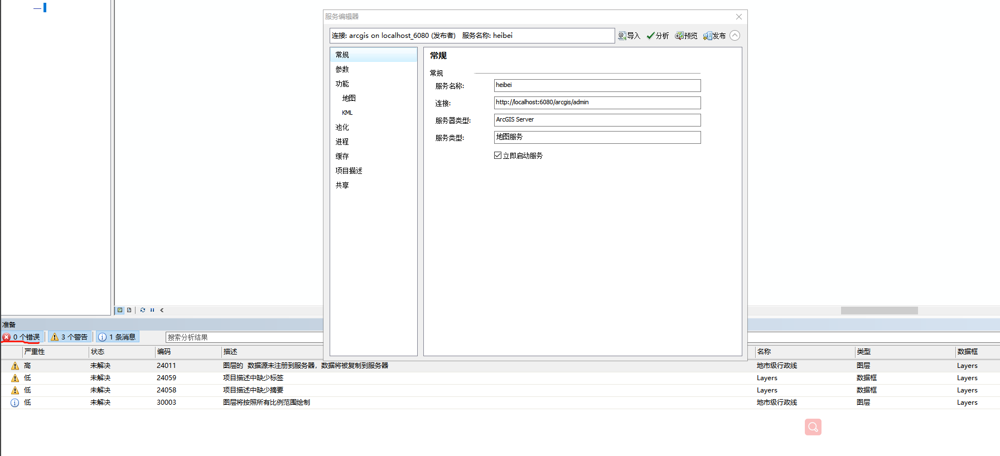 服务编辑器
连接: arcgis on localhost_6080 (发布者) 服务名称: heibei
导入 分析 预览 发布
常规
参数
功能
地图
KML
池化
进程
缓存
项目描述
共享
常规
常规
服务名称: heibei
连接: http://localhost:6080/arcgis/admin
服务器类型: ArcGIS Server
服务类型: 地图服务
立即启动服务
准备
0 个错误 3 个警告 1 条消息 搜索分析结果
严重性 状态 编码 描述 名称 类型 数据框
高 未解决 24011 图层的 数据源未注册到服务器，数据将被复制到服务器 地市级行政线 图层 Layers
低 未解决 24059 项目描述中缺少标签 Layers 数据框 Layers
低 未解决 24058 项目描述中缺少摘要 Layers 数据框 Layers
低 未解决 30003 图层将按照所有比例范围绘制 地市级行政线 图层 Layers